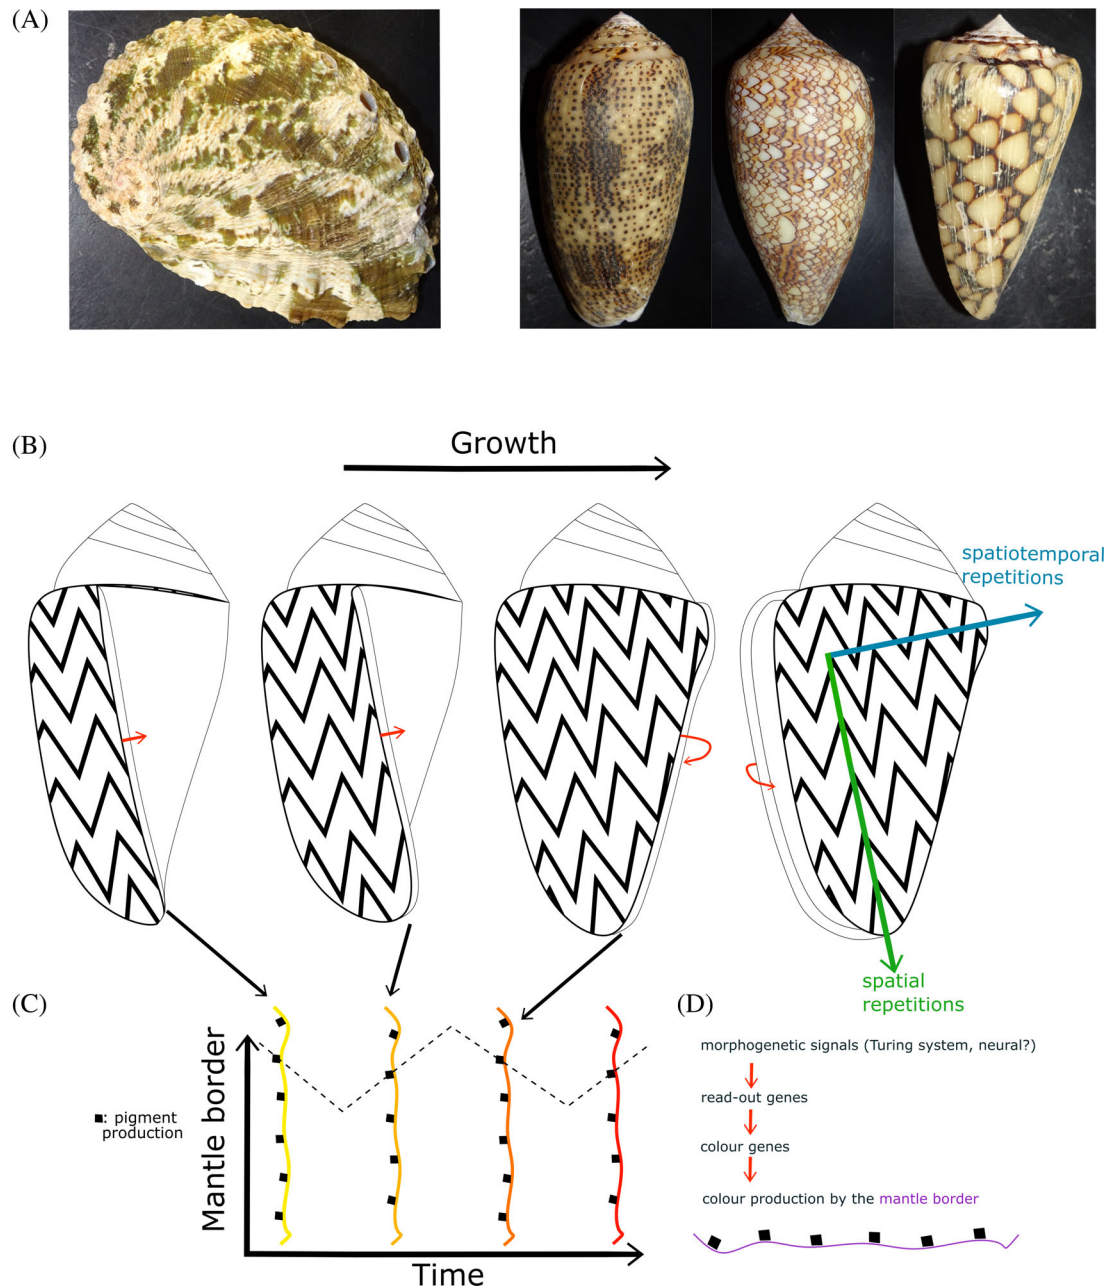 (A)
(B)
Growth
spatiotemporal
repetitions
spatial
repetitions
(C)
Mantle border
■: pigment
production
Time
(D)
morphogenetic signals (Turing system, neural?)
read-out genes
colour genes
colour production by the mantle border